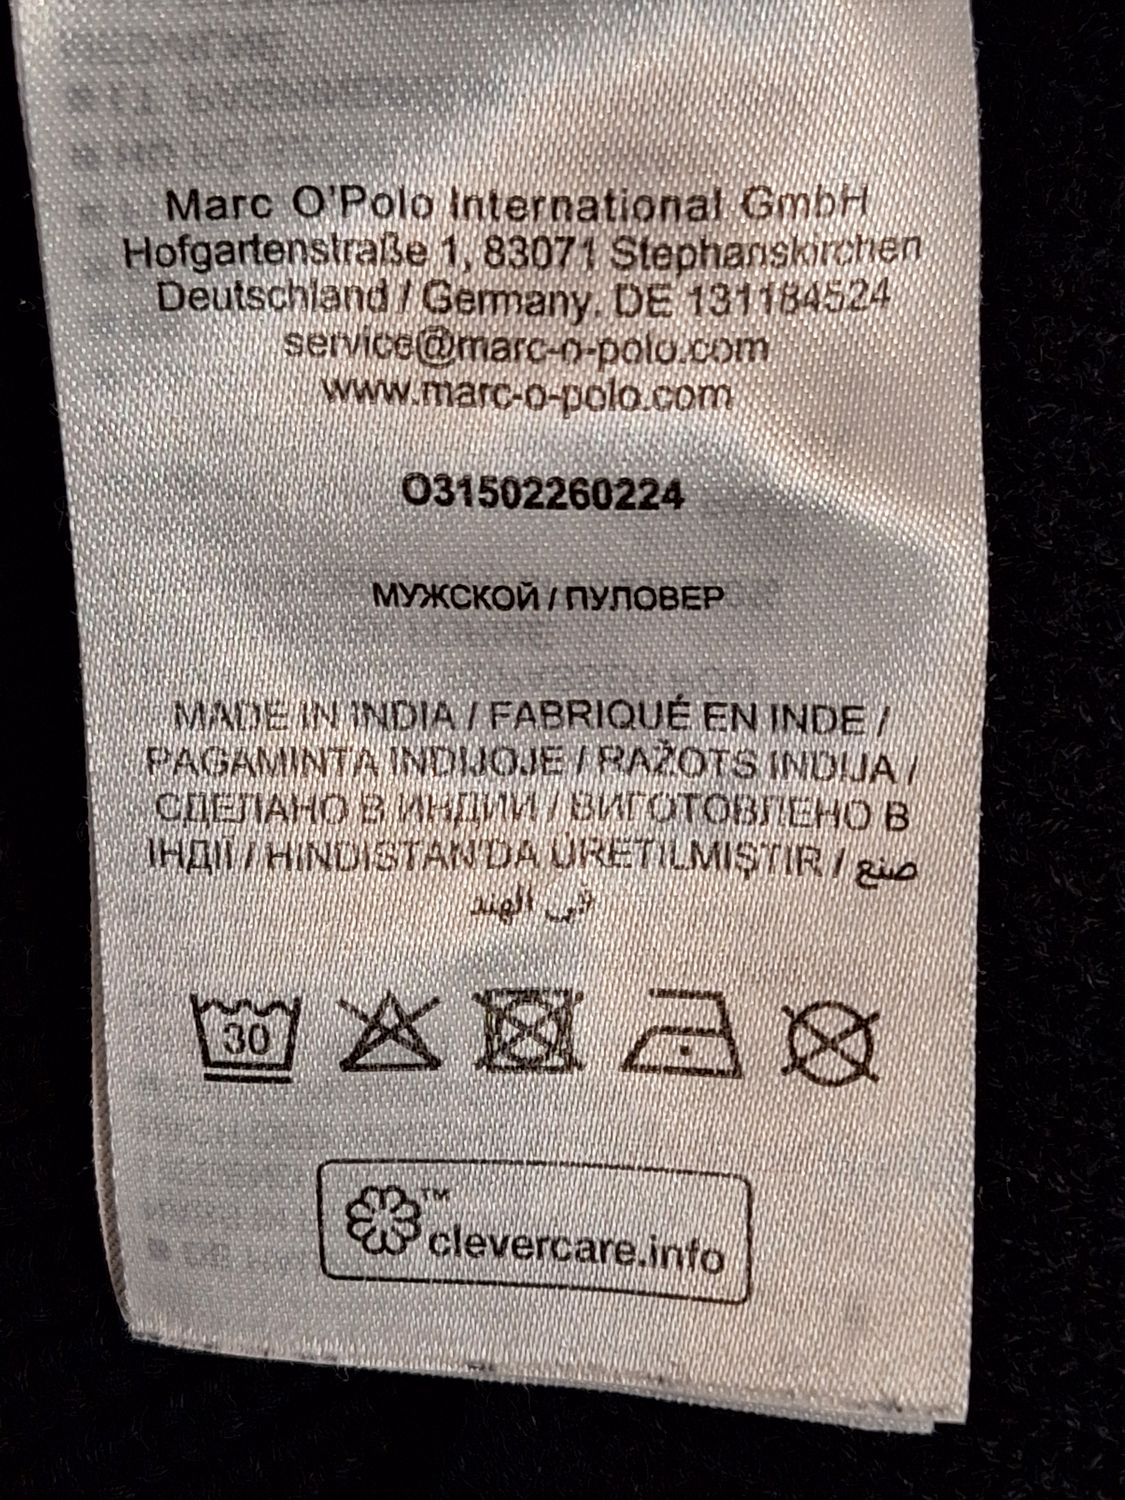 Marc O'Polo International GmbH
Hofgartenstraße 1, 83071 Stephanskirchen
Deutschland / Germany. DE 131184524
service@marc-o-polo.com
www.marc-o-polo.com
O31502260224
МУЖСКОЙ / ПУЛОВЕР
MADE IN INDIA / FABRIQUÉ EN INDE /
PAGAMINTA INDIJOJE / RAŽOTS INDIJA /
СДЕЛАНО В ИНДИИ / ВИГОТОВЛЕНО В
ІНДІЇ / HINDISTAN'DA ÜRETILMIŞTIR / صنع
في الهند
30
™
clevercare.info